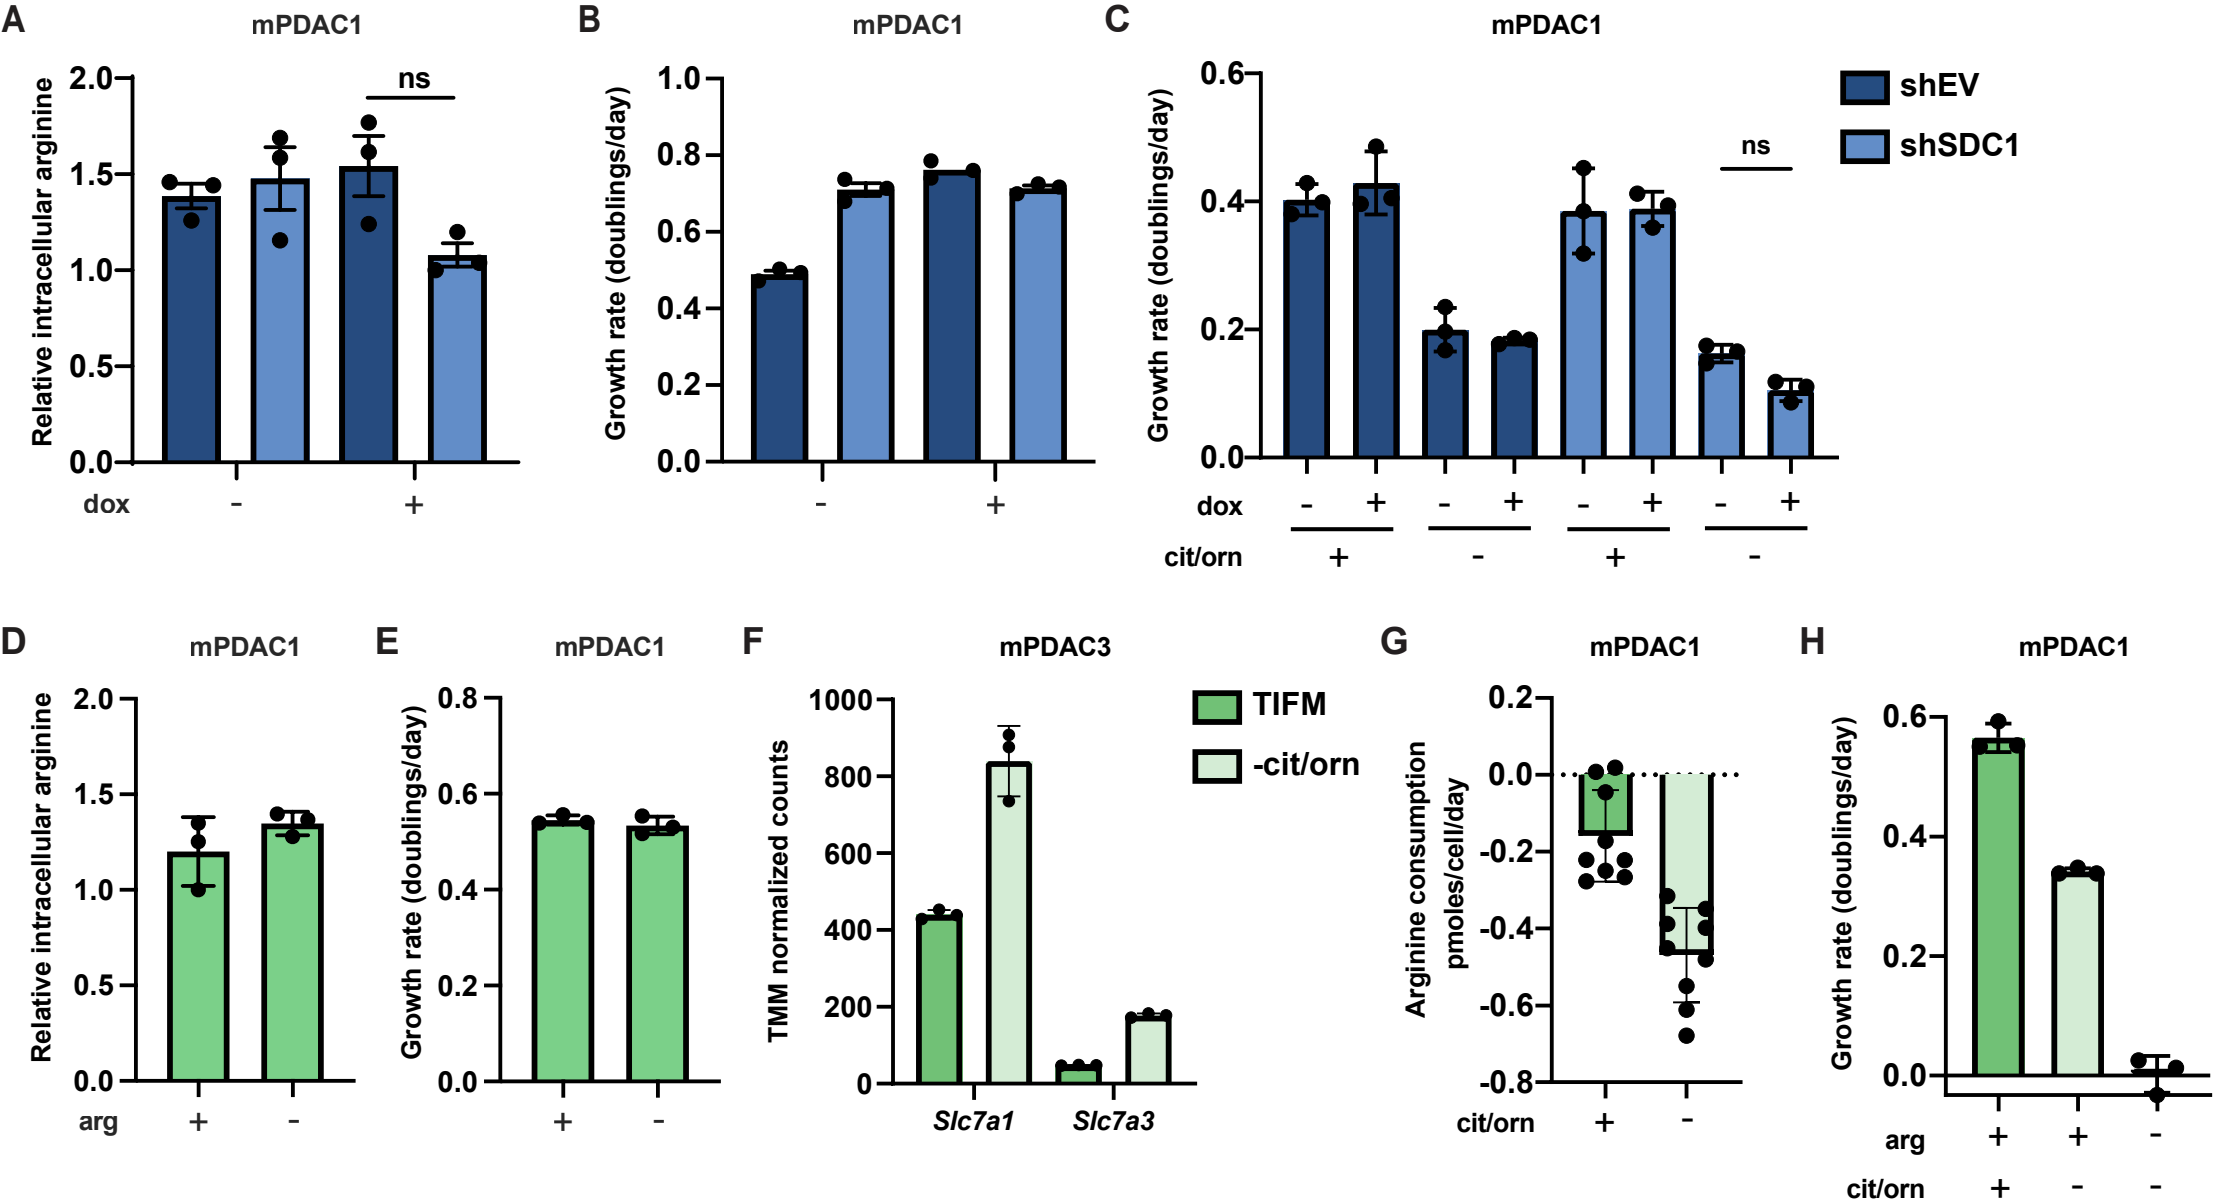 A
mPDAC1
Relative intracellular arginine
2.0
1.5
1.0
0.5
0.0
ns
dox
- +
B
mPDAC1
Growth rate (doublings/day)
1.0
0.8
0.6
0.4
0.2
0.0
- +
C
mPDAC1
Growth rate (doublings/day)
0.6
0.4
0.2
0.0
ns
shEV
shSDC1
dox - + - + - + - +
cit/orn + - + -
D
mPDAC1
Relative intracellular arginine
2.0
1.5
1.0
0.5
0.0
arg + -
E
mPDAC1
Growth rate (doublings/day)
0.8
0.6
0.4
0.2
0.0
+ -
F
mPDAC3
TMM normalized counts
1000
800
600
400
200
0
Slc7a1 Slc7a3
TIFM
-cit/orn
G
mPDAC1
Arginine consumption
pmoles/cell/day
0.2
0.0
-0.2
-0.4
-0.6
-0.8
cit/orn + -
H
mPDAC1
Growth rate (doublings/day)
0.6
0.4
0.2
0.0
arg + + -
cit/orn + - -